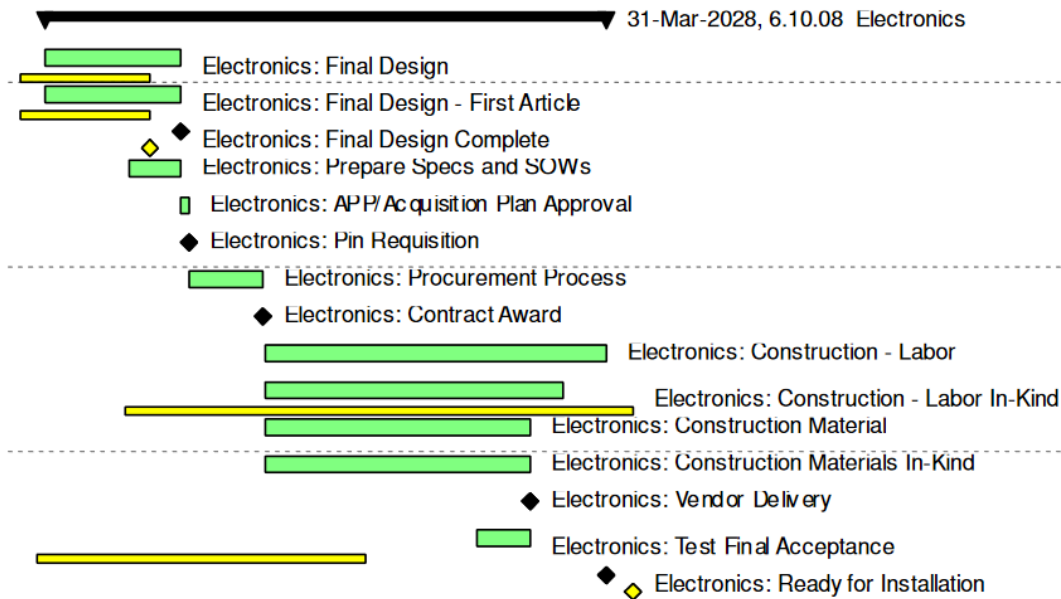 31-Mar-2028, 6.10.08 Electronics
Electronics: Final Design
Electronics: Final Design - First Article
Electronics: Final Design Complete
Electronics: Prepare Specs and SOWs
Electronics: APP/Acquisition Plan Approval
Electronics: Pin Requisition
Electronics: Procurement Process
Electronics: Contract Award
Electronics: Construction - Labor
Electronics: Construction - Labor In-Kind
Electronics: Construction Material
Electronics: Construction Materials In-Kind
Electronics: Vendor Delivery
Electronics: Test Final Acceptance
Electronics: Ready for Installation